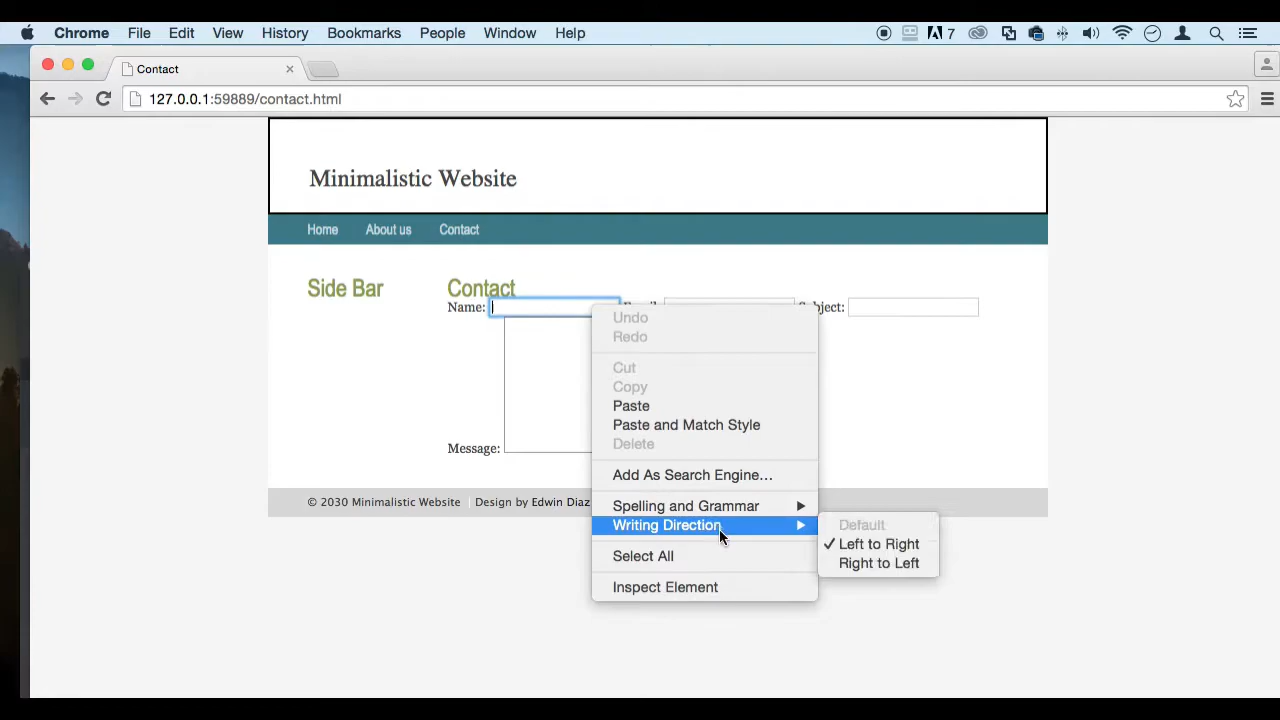 Chrome File Edit View History Bookmarks People Window Help 7
Contact
127.0.0.1:59889/contact.html
Minimalistic Website
Home About us Contact
Side Bar
Contact
Name: Subject:
Message:
© 2030 Minimalistic Website Design by Edwin Diaz
Undo
Redo
Cut
Copy
Paste
Paste and Match Style
Delete
Add As Search Engine…
Spelling and Grammar
Writing Direction
Select All
Inspect Element
Default
Left to Right
Right to Left